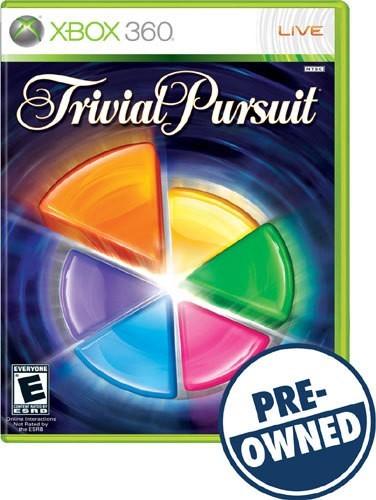 XBOX 360
LIVE
NTSC
Trivial Pursuit
EVERYONE
E
CONTENT RATED BY
ESRB
Online Interactions
Not Rated by
the ESRB
PRE-
OWNED